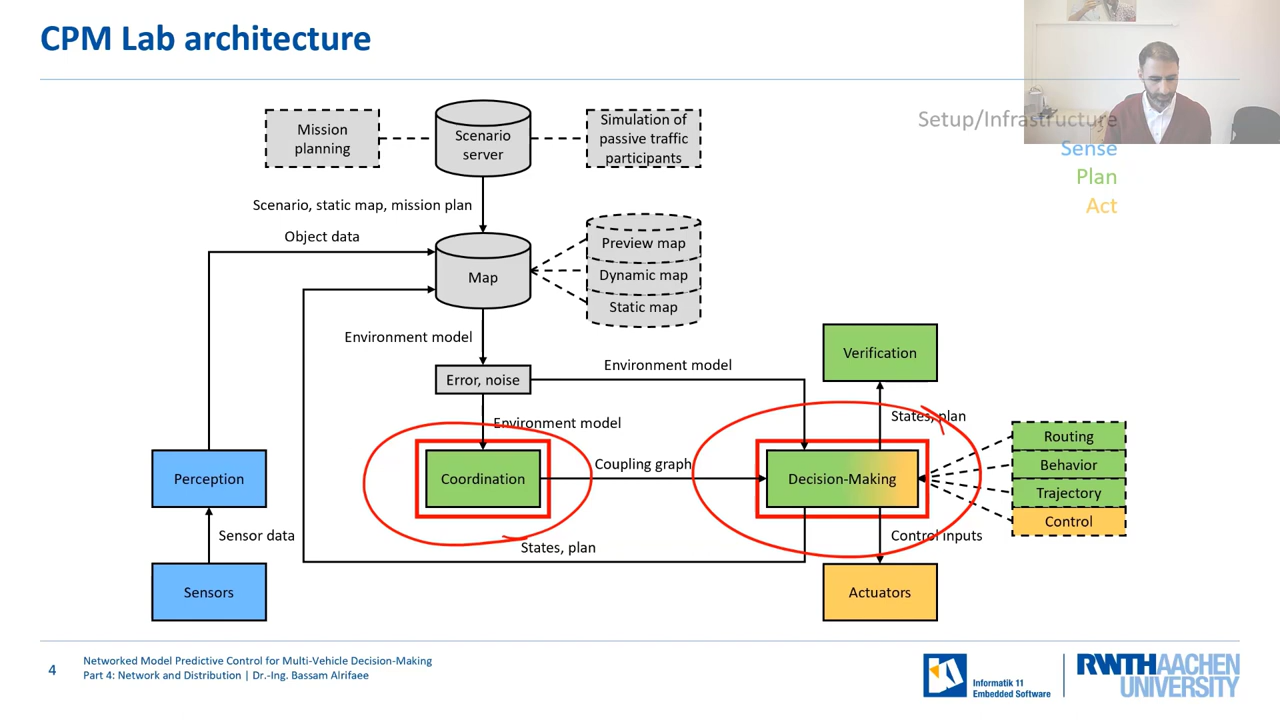 CPM Lab architecture
Setup/Infrastructure
Sense
Plan
Act
Mission
planning
Scenario
server
Simulation of
passive traffic
participants
Scenario, static map, mission plan
Object data
Map
Preview map
Dynamic map
Static map
Environment model
Error, noise
Environment model
Environment model
Verification
States, plan
Coordination
Coupling graph
Decision-Making
Routing
Behavior
Trajectory
Control
Perception
Sensor data
States, plan
Control inputs
Sensors
Actuators
4
Networked Model Predictive Control for Multi-Vehicle Decision-Making
Part 4: Network and Distribution | Dr.-Ing. Bassam Alrifaee
Informatik 11
Embedded Software
RWTHAACHEN
UNIVERSITY